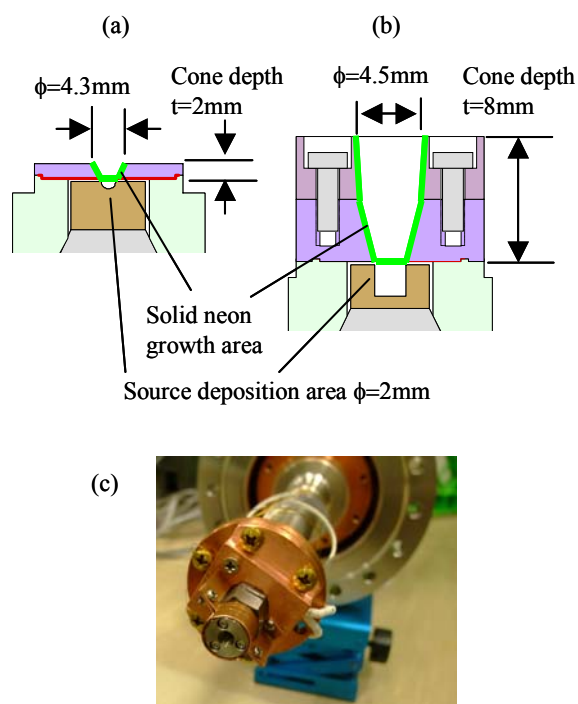 (a)
(b)
ϕ=4.3mm
Cone depth
t=2mm
ϕ=4.5mm
Cone depth
t=8mm
Solid neon
growth area
Source deposition area ϕ=2mm
(c)